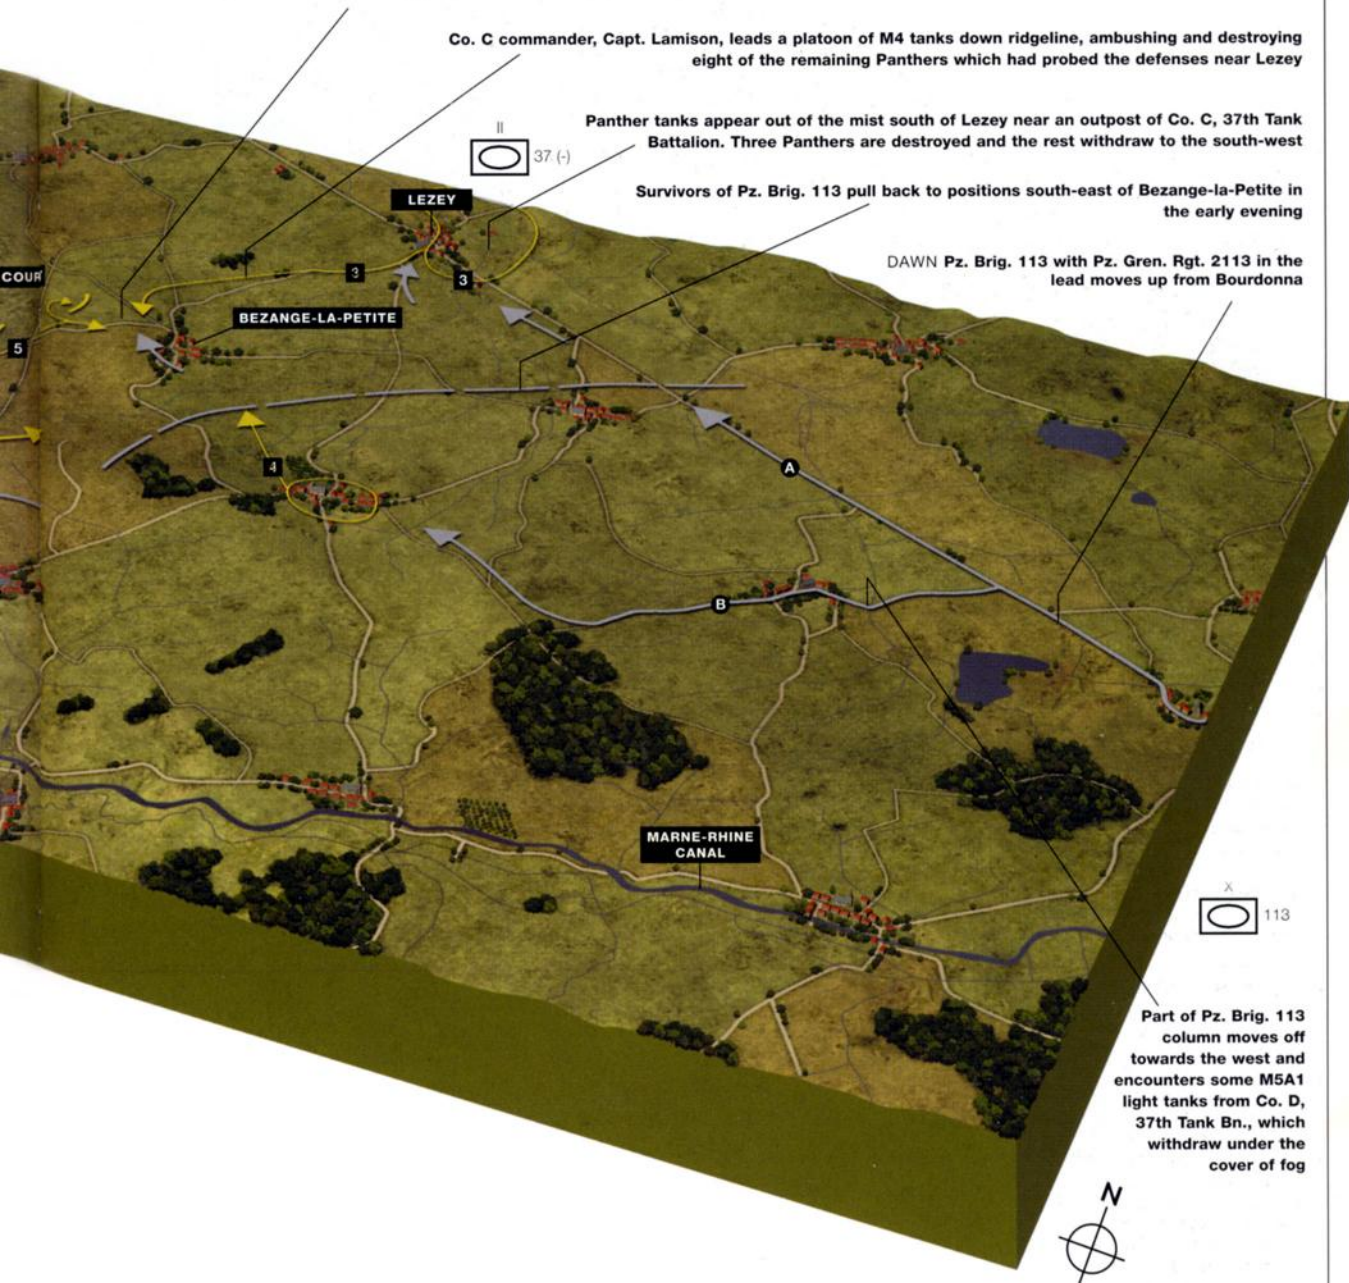 Co. C commander, Capt. Lamison, leads a platoon of M4 tanks down ridgeline, ambushing and destroying
eight of the remaining Panthers which had probed the defenses near Lezey
II
37 (-)
Panther tanks appear out of the mist south of Lezey near an outpost of Co. C, 37th Tank
Battalion. Three Panthers are destroyed and the rest withdraw to the south-west
Survivors of Pz. Brig. 113 pull back to positions south-east of Bezange-la-Petite in
the early evening
LEZEY
DAWN Pz. Brig. 113 with Pz. Gren. Rgt. 2113 in the
lead moves up from Bourdonna
COUR
3
3
BEZANGE-LA-PETITE
5
4
A
B
MARNE-RHINE
CANAL
X
113
Part of Pz. Brig. 113
column moves off
towards the west and
encounters some M5A1
light tanks from Co. D,
37th Tank Bn., which
withdraw under the
cover of fog
N